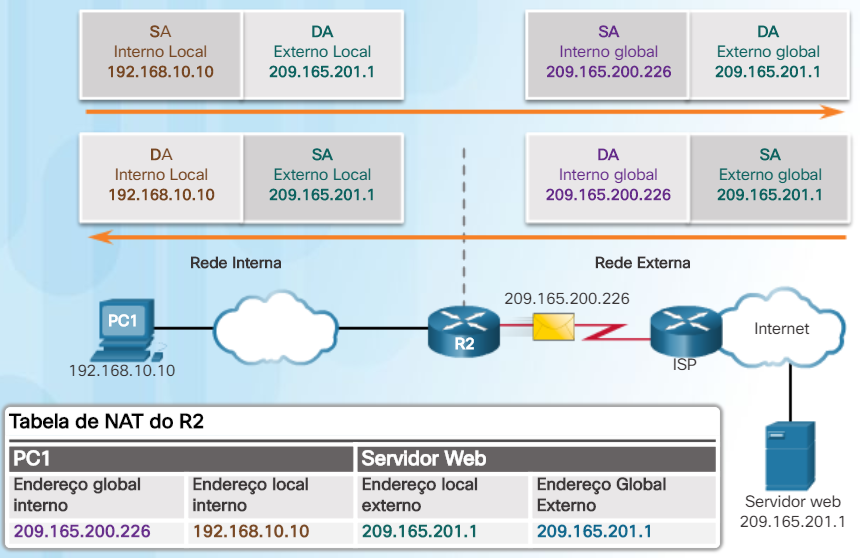 SA
Interno Local
192.168.10.10
DA
Externo Local
209.165.201.1
SA
Interno global
209.165.200.226
DA
Externo global
209.165.201.1
DA
Interno Local
192.168.10.10
SA
Externo Local
209.165.201.1
DA
Interno global
209.165.200.226
SA
Externo global
209.165.201.1
Rede Interna
Rede Externa
209.165.200.226
PC1
R2
Internet
192.168.10.10
ISP
Tabela de NAT do R2
PC1
Servidor Web
Endereço global
interno
Endereço local
interno
Endereço local
externo
Endereço Global
Externo
209.165.200.226
192.168.10.10
209.165.201.1
209.165.201.1
Servidor web
209.165.201.1